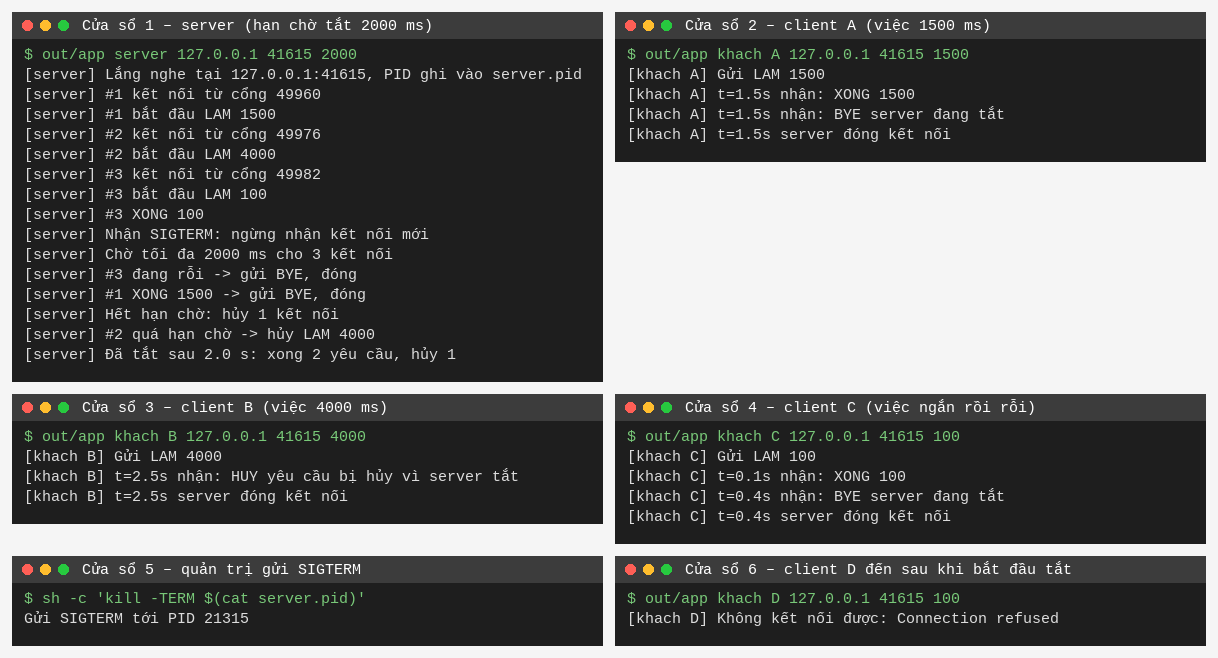 Cửa sổ 1 – server (hạn chờ tắt 2000 ms)
$ out/app server 127.0.0.1 41615 2000
[server] Lắng nghe tại 127.0.0.1:41615, PID ghi vào server.pid
[server] #1 kết nối từ cổng 49960
[server] #1 bắt đầu LAM 1500
[server] #2 kết nối từ cổng 49976
[server] #2 bắt đầu LAM 4000
[server] #3 kết nối từ cổng 49982
[server] #3 bắt đầu LAM 100
[server] #3 XONG 100
[server] Nhận SIGTERM: ngừng nhận kết nối mới
[server] Chờ tối đa 2000 ms cho 3 kết nối
[server] #3 đang rỗi -> gửi BYE, đóng
[server] #1 XONG 1500 -> gửi BYE, đóng
[server] Hết hạn chờ: hủy 1 kết nối
[server] #2 quá hạn chờ -> hủy LAM 4000
[server] Đã tắt sau 2.0 s: xong 2 yêu cầu, hủy 1
Cửa sổ 2 – client A (việc 1500 ms)
$ out/app khach A 127.0.0.1 41615 1500
[khach A] Gửi LAM 1500
[khach A] t=1.5s nhận: XONG 1500
[khach A] t=1.5s nhận: BYE server đang tắt
[khach A] t=1.5s server đóng kết nối
Cửa sổ 3 – client B (việc 4000 ms)
$ out/app khach B 127.0.0.1 41615 4000
[khach B] Gửi LAM 4000
[khach B] t=2.5s nhận: HUY yêu cầu bị hủy vì server tắt
[khach B] t=2.5s server đóng kết nối
Cửa sổ 4 – client C (việc ngắn rồi rỗi)
$ out/app khach C 127.0.0.1 41615 100
[khach C] Gửi LAM 100
[khach C] t=0.1s nhận: XONG 100
[khach C] t=0.4s nhận: BYE server đang tắt
[khach C] t=0.4s server đóng kết nối
Cửa sổ 5 – quản trị gửi SIGTERM
$ sh -c 'kill -TERM $(cat server.pid)'
Gửi SIGTERM tới PID 21315
Cửa sổ 6 – client D đến sau khi bắt đầu tắt
$ out/app khach D 127.0.0.1 41615 100
[khach D] Không kết nối được: Connection refused